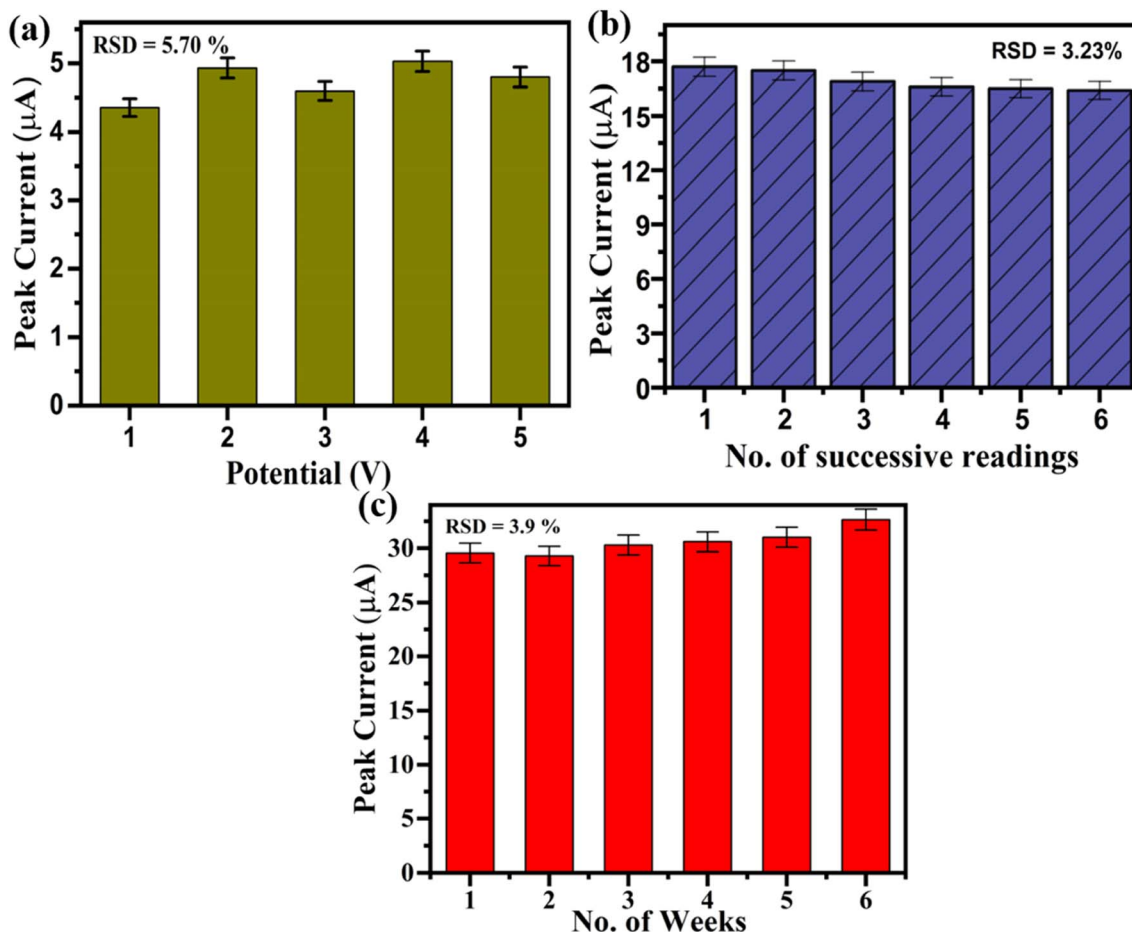 (a)
RSD = 5.70 %
Peak Current (μA)
5
4
3
2
1
0
1 2 3 4 5
Potential (V)
(b)
RSD = 3.23%
Peak Current (μA)
18
15
12
9
6
3
0
1 2 3 4 5 6
No. of successive readings
(c)
RSD = 3.9 %
Peak Current (μA)
30
25
20
15
10
5
0
1 2 3 4 5 6
No. of Weeks